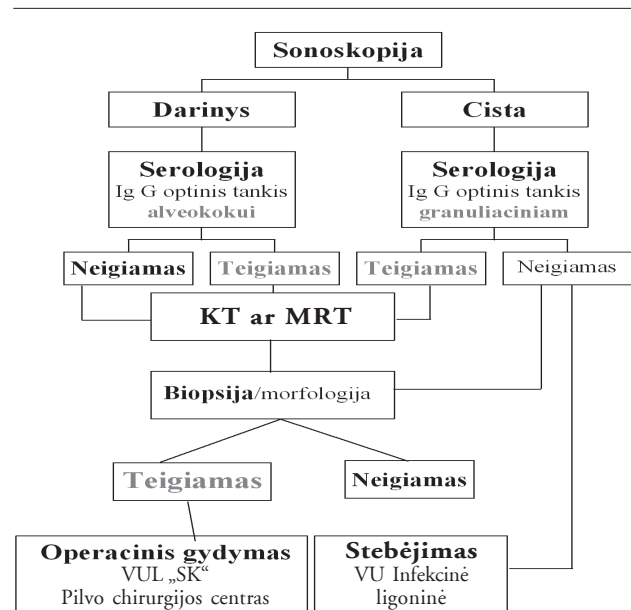 Sonoskopija
Darinys
Cista
Serologija
Ig G optinis tankis
alveokokui
Serologija
Ig G optinis tankis
granuliaciniam
Neigiamas
Teigiamas
Teigiamas
Neigiamas
KT ar MRT
Biopsija/morfologija
Teigiamas
Neigiamas
Operacinis gydymas
VUL „SK“
Pilvo chirurgijos centras
Stebėjimas
VU Infekcinė
ligoninė